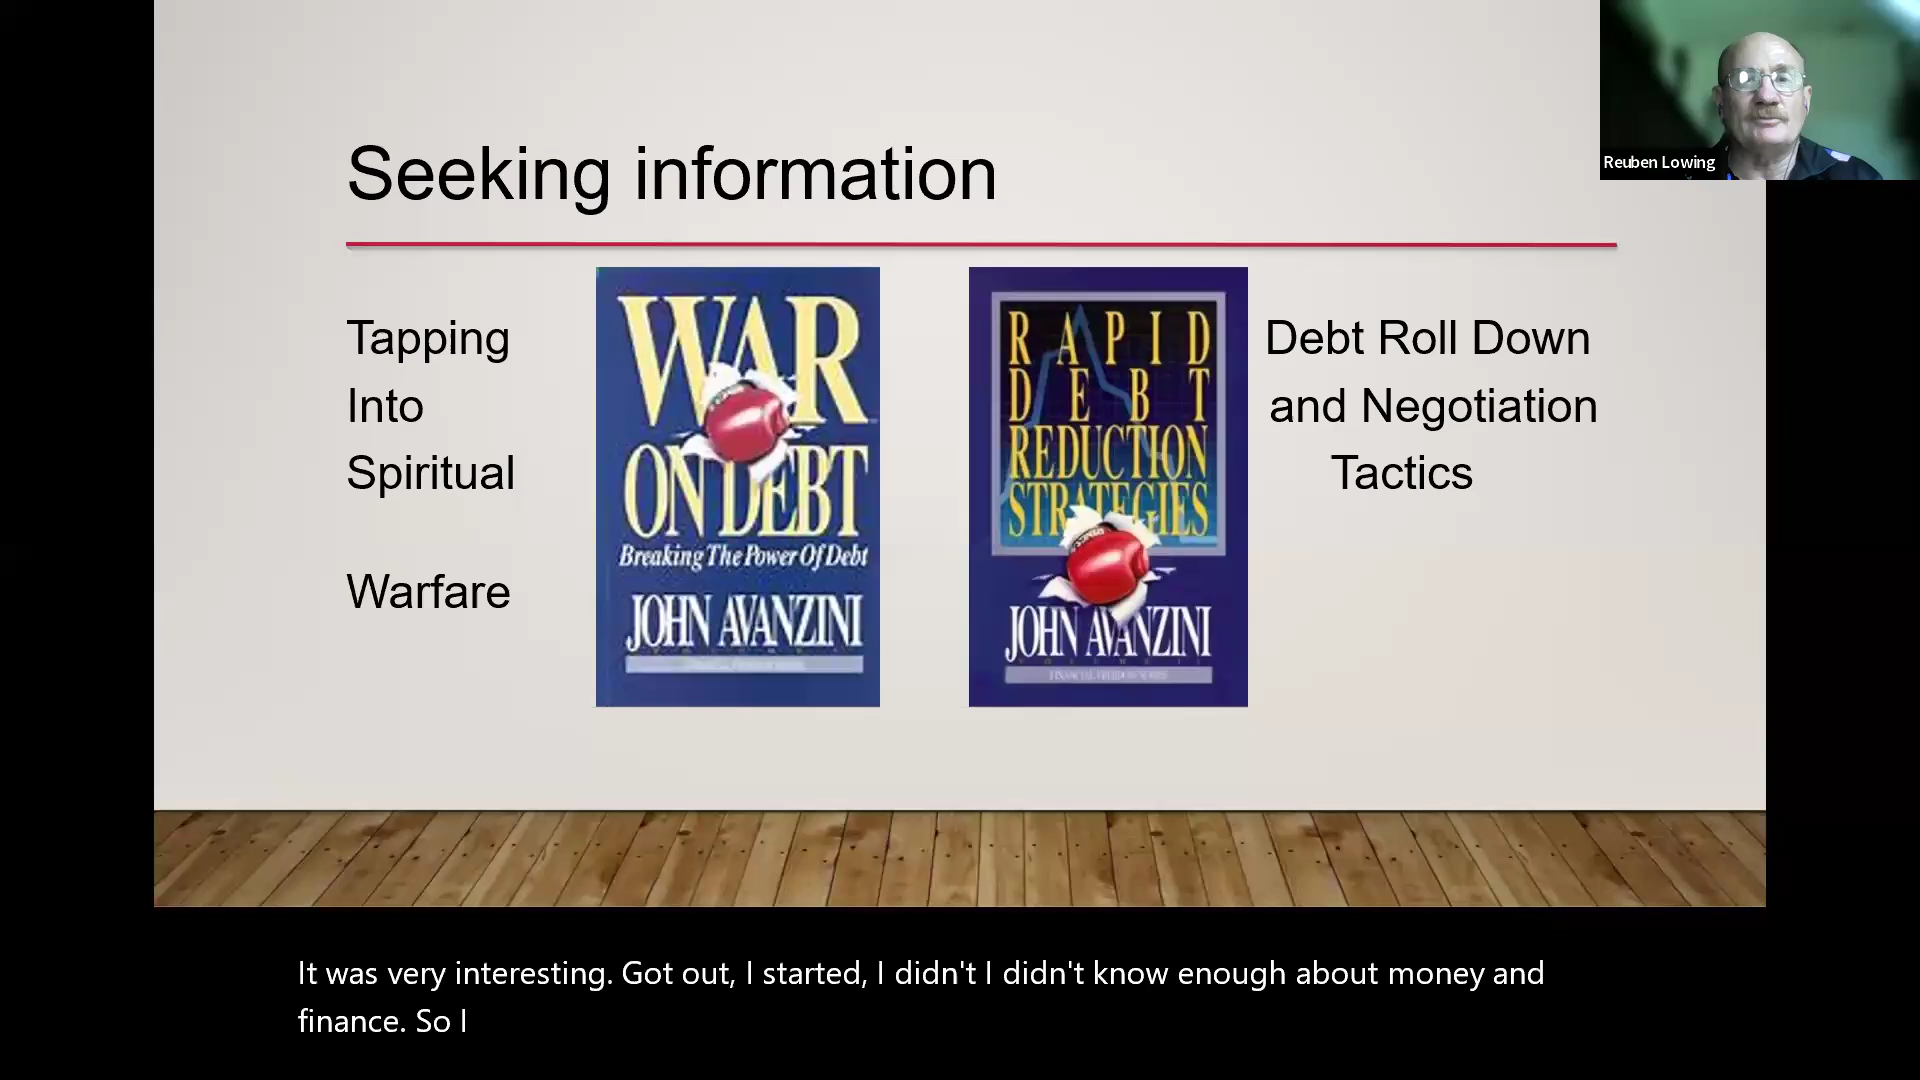 Seeking information
Reuben Lowing
Tapping
Into
Spiritual
Warfare
WAR
ON DEBT
Breaking The Power Of Debt
JOHN AVANZINI
RAPID
DEBT
REDUCTION
STRATEGIES
JOHN AVANZINI
Debt Roll Down
and Negotiation
Tactics
It was very interesting. Got out, I started, I didn't I didn't know enough about money and
finance. So I